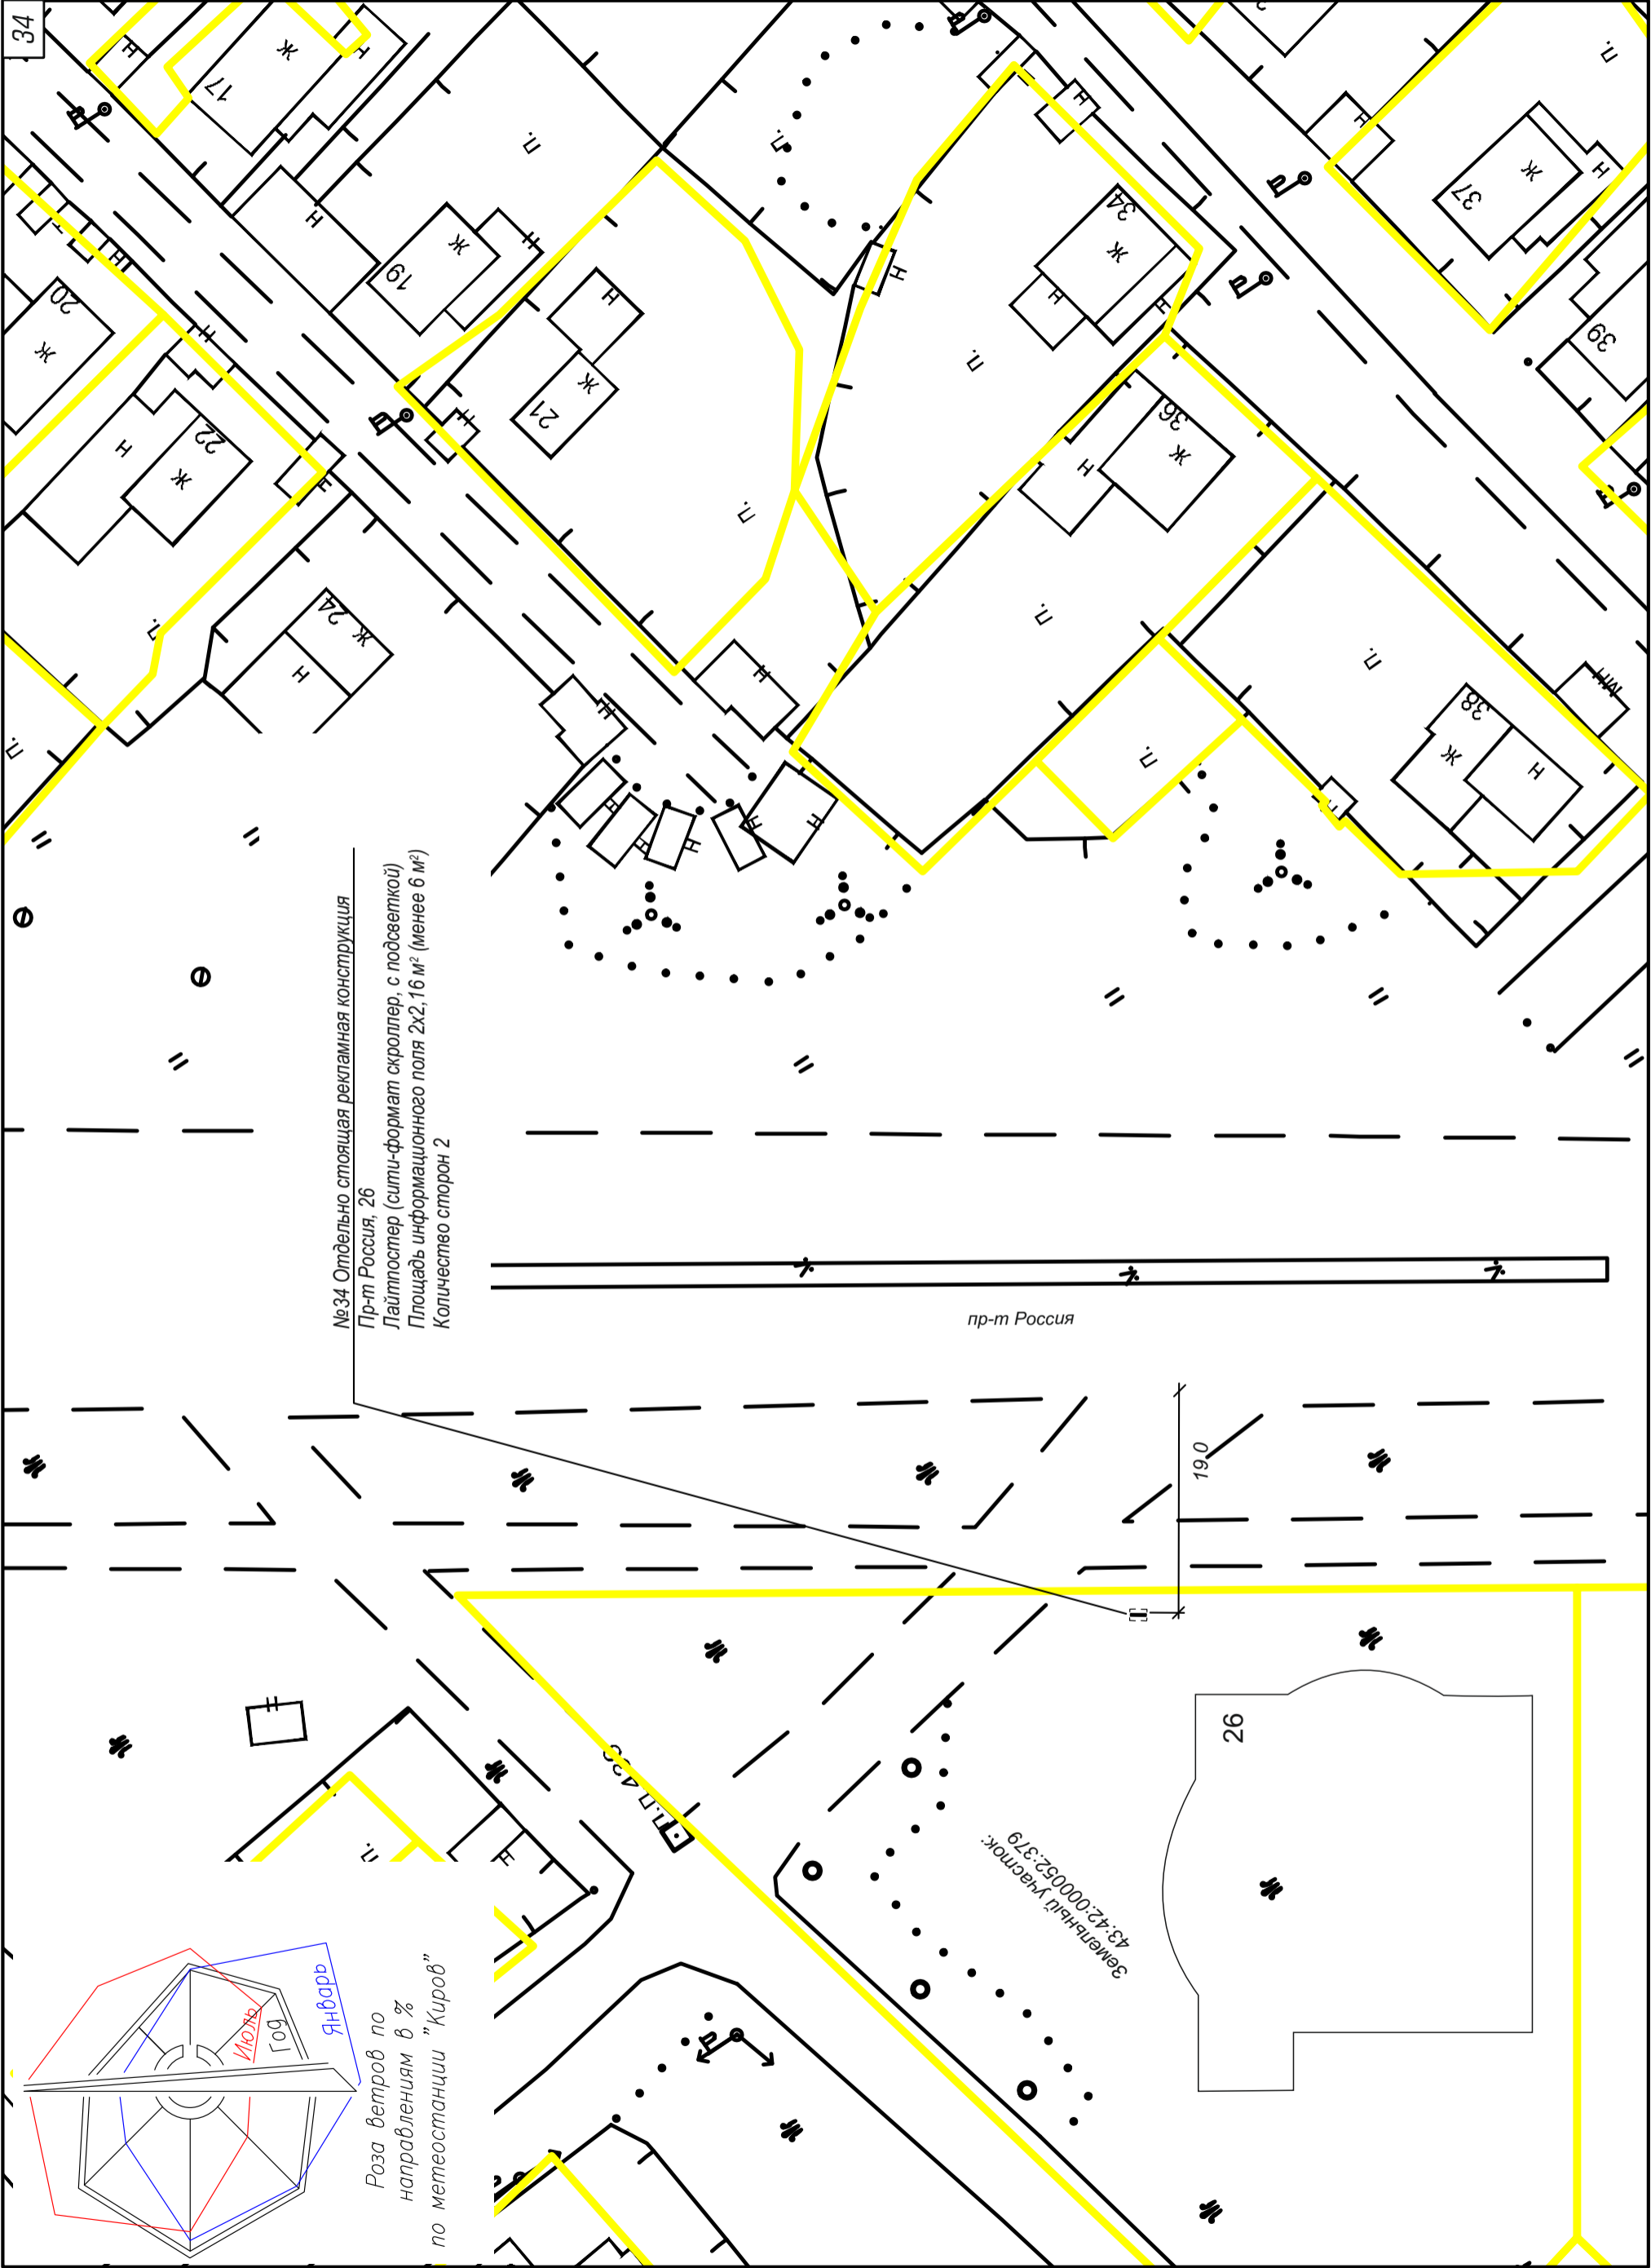 34
№34 Отдельно стоящая рекламная конструкция
Пр-т Россия, 26
Лайтпостер (сити-формат скроллер, с подсветкой)
Площадь информационного поля 2х2,16 м² (менее 6 м²)
Количество сторон 2
пр-т Россия
19.0
26
Земельный участок:
43:42:0000052:379
Роза ветров по
направлениям в %
по метеостанции "Киров"
Июль
Год
Январь
17
Ж
Н
Н
Н
19
Ж
Н
20
Ж
Н
22
Ж
Н
Н
Н
24
Ж
Н
21
Ж
Н
Н
34
Ж
Н
Н
Н
Н
36
Ж
Н
37
Ж
Н
Н
39
38
Ж
Н
МН
Н
Н
Н
Н
Н
Н
Н
Н
П.
П.
П.
П.
П.
П.
П.
П.
П.
П.
П.